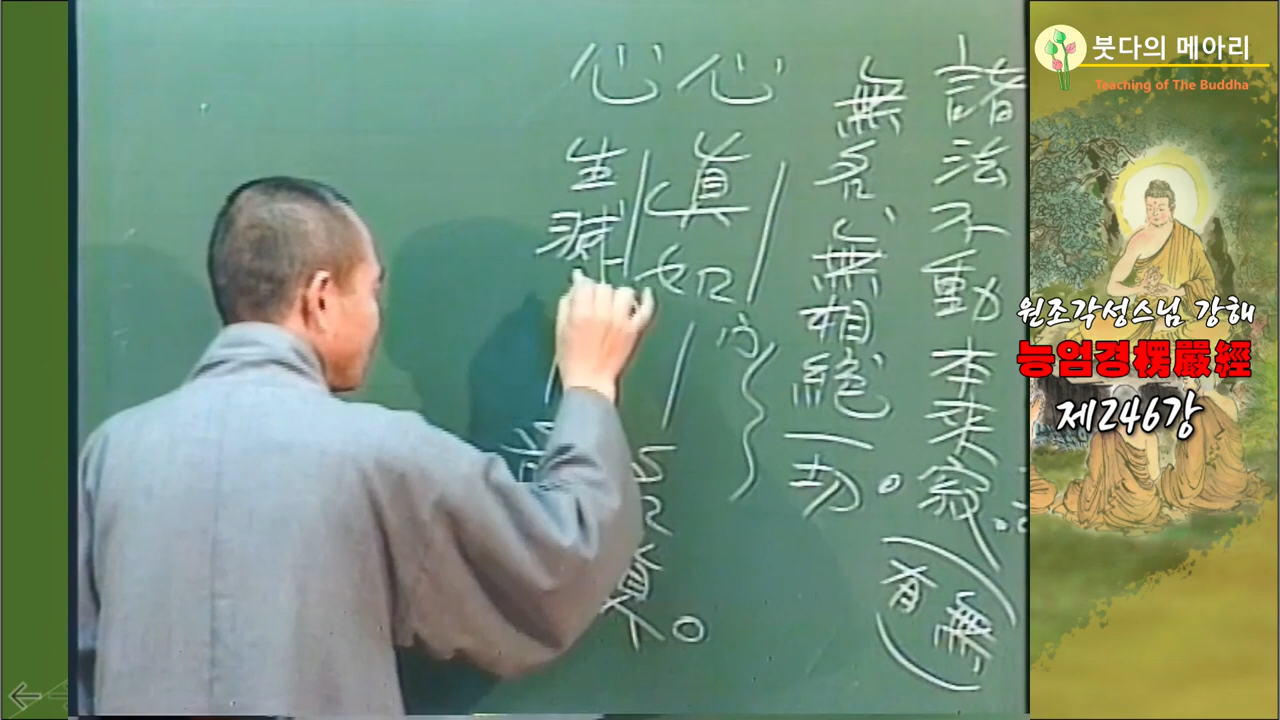 諸法不動本來寂
(有無)
無名無相絕一切。
心眞如
心生滅
붓다의 메아리
Teaching of The Buddha
원조각성스님 강해
능엄경楞嚴經
제246강